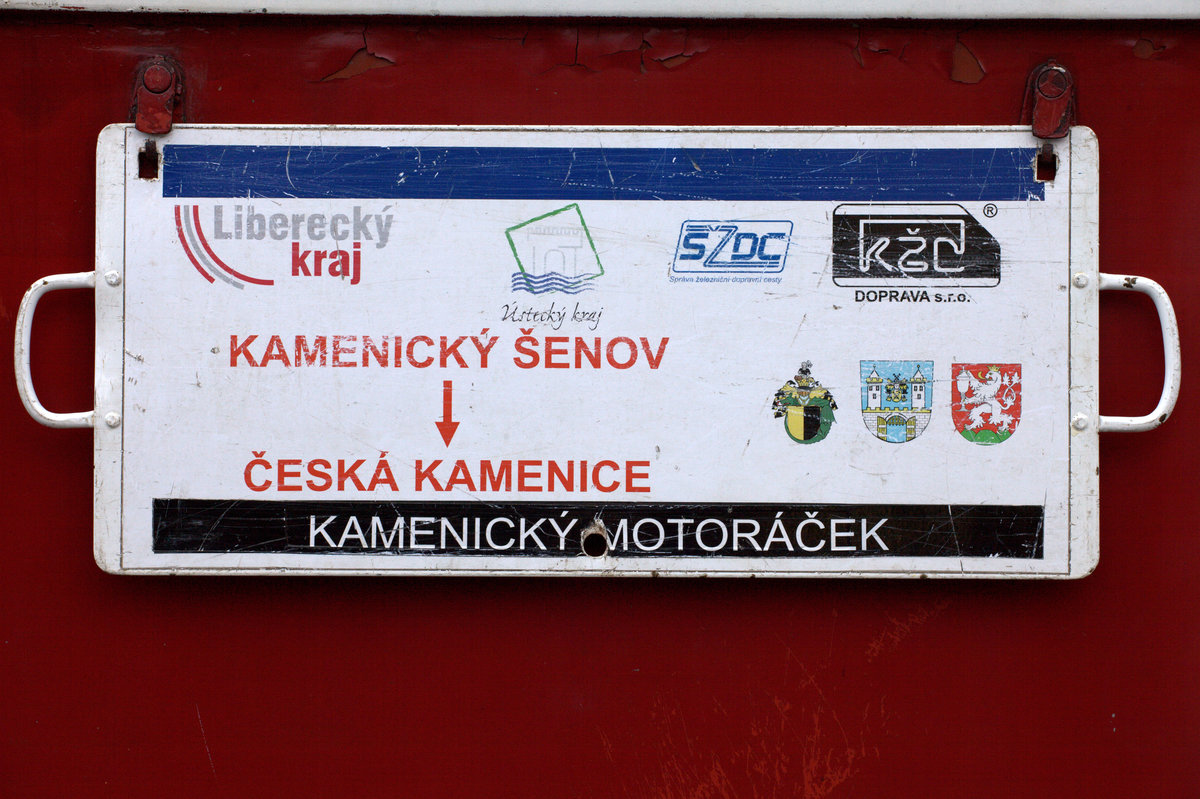 Liberecký
kraj
Ústecký kraj
SŽDC
Správa železniční dopravní cesty
KŽC
®
DOPRAVA s.r.o.
KAMENICKÝ ŠENOV
ČESKÁ KAMENICE
KAMENICKÝ MOTORÁČEK